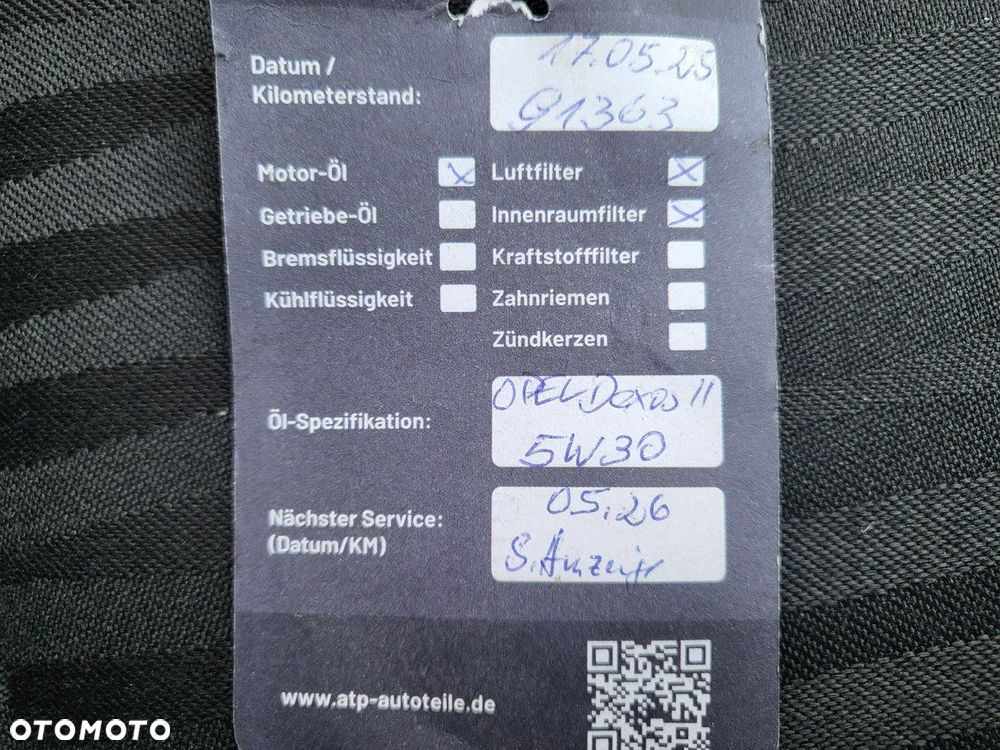 Datum /
Kilometerstand:
17.05.25
91363
Motor-Öl
Luftfilter
Getriebe-Öl
Innenraumfilter
Bremsflüssigkeit
Kraftstofffilter
Kühlflüssigkeit
Zahnriemen
Zündkerzen
Öl-Spezifikation:
OPEL Dexos II
5W30
Nächster Service:
(Datum/KM)
05.26
S. Anzeige
www.atp-autoteile.de
OTOMOTO